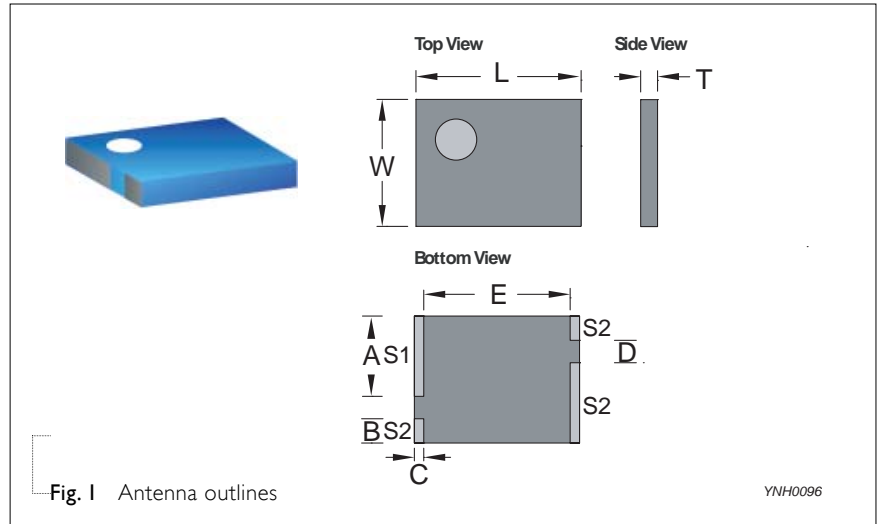 Top View
Side View
L
T
W
Bottom View
E
S2
A S1
D
S2
B S2
C
Fig. 1 Antenna outlines
YNH0096